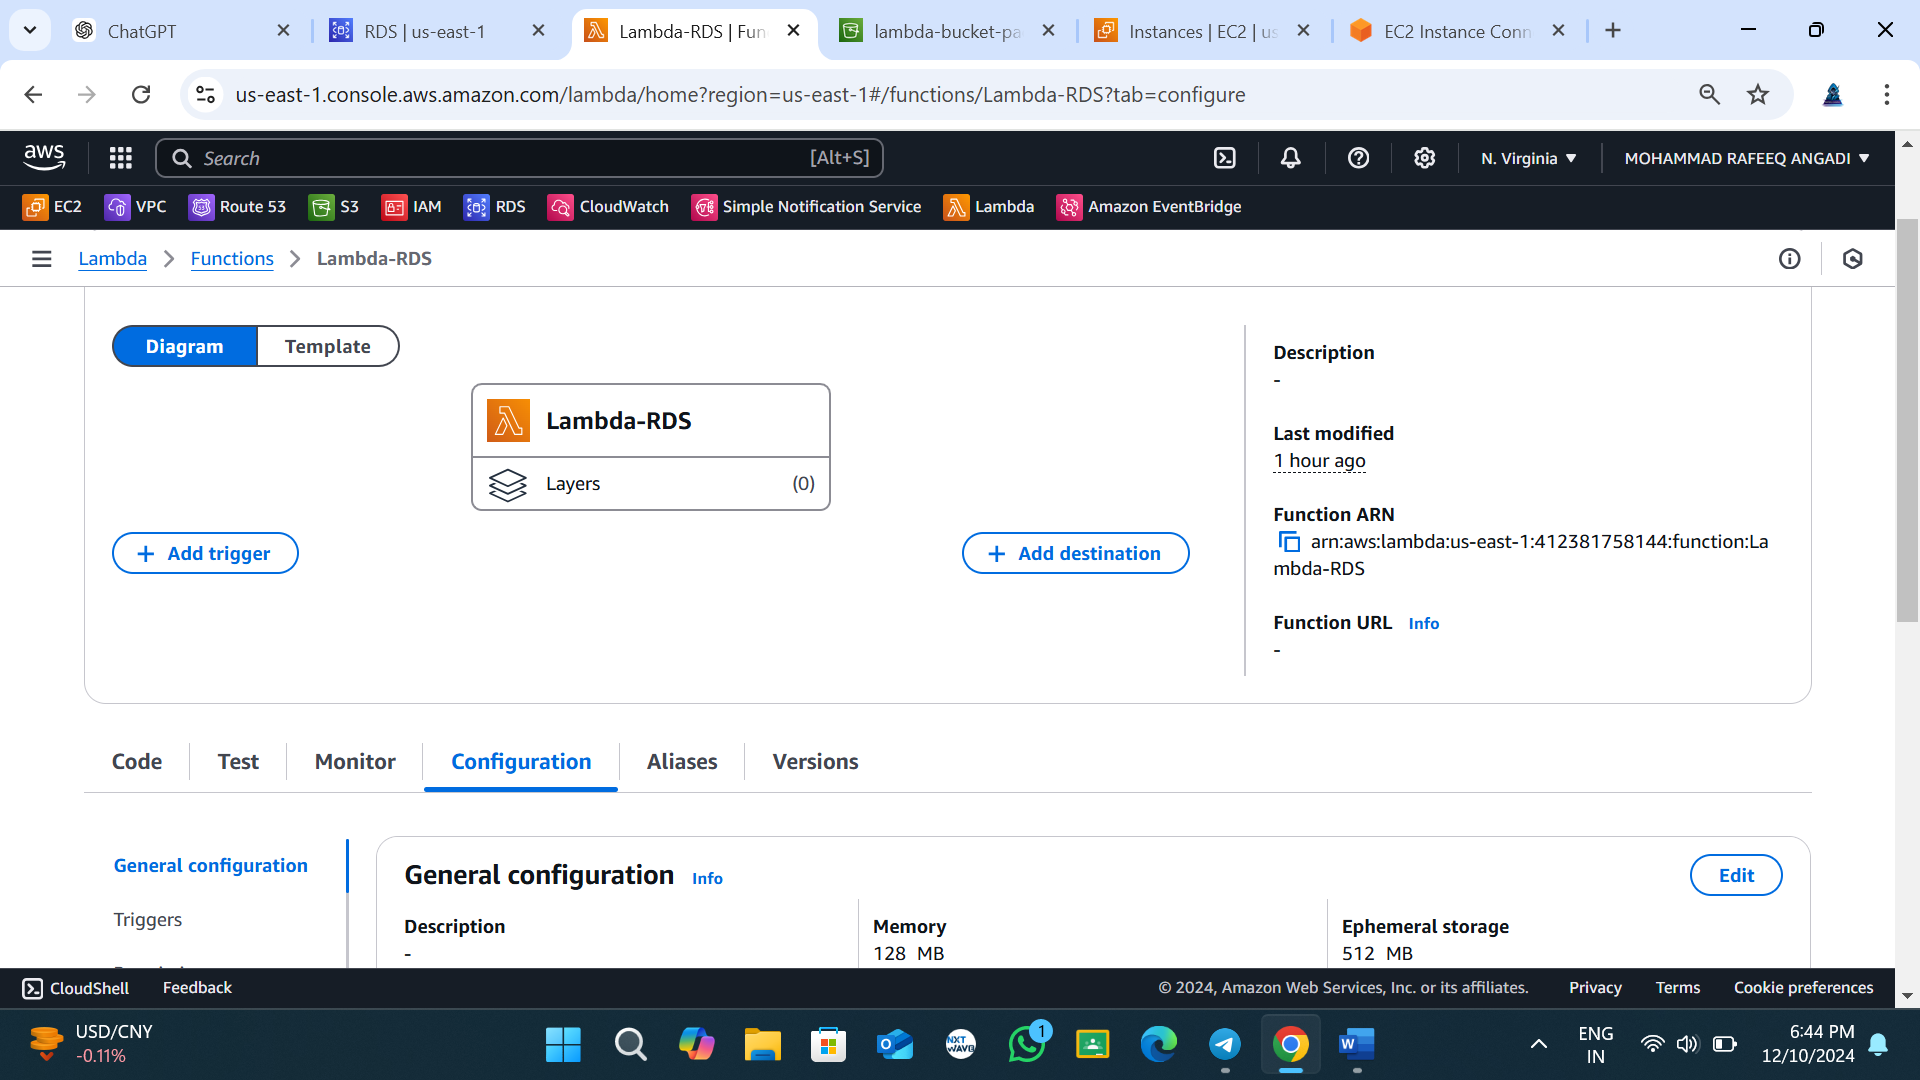 ChatGPT
RDS | us-east-1
Lambda-RDS | Fun
lambda-bucket-pa
Instances | EC2 | us
EC2 Instance Conn
us-east-1.console.aws.amazon.com/lambda/home?region=us-east-1#/functions/Lambda-RDS?tab=configure
aws
Search
[Alt+S]
N. Virginia
MOHAMMAD RAFEEQ ANGADI
EC2
VPC
Route 53
S3
IAM
RDS
CloudWatch
Simple Notification Service
Lambda
Amazon EventBridge
Lambda
Functions
Lambda-RDS
Diagram
Template
Lambda-RDS
Layers
(0)
Add trigger
Add destination
Description
-
Last modified
1 hour ago
Function ARN
arn:aws:lambda:us-east-1:412381758144:function:La
mbda-RDS
Function URL Info
-
Code
Test
Monitor
Configuration
Aliases
Versions
General configuration
Triggers
General configuration Info
Edit
Description
-
Memory
128 MB
Ephemeral storage
512 MB
CloudShell
Feedback
© 2024, Amazon Web Services, Inc. or its affiliates.
Privacy
Terms
Cookie preferences
USD/CNY
-0.11%
NXT
WAVE
1
ENG
IN
6:44 PM
12/10/2024